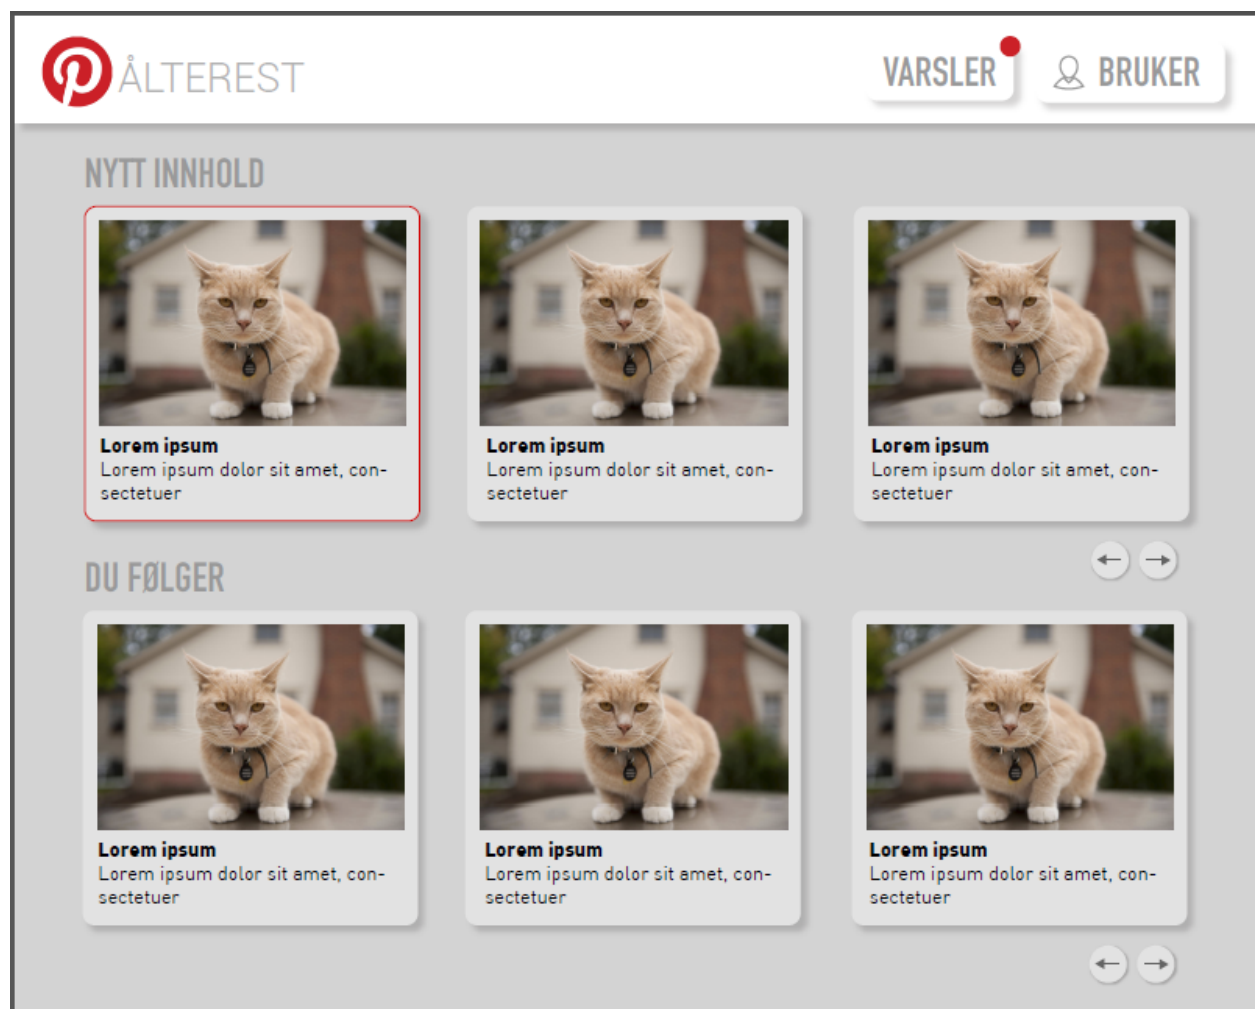 ÅLTEREST
VARSLER
BRUKER
NYTT INNHOLD
Lorem ipsum
Lorem ipsum dolor sit amet, con-
sectetuer
Lorem ipsum
Lorem ipsum dolor sit amet, con-
sectetuer
Lorem ipsum
Lorem ipsum dolor sit amet, con-
sectetuer
DU FØLGER
Lorem ipsum
Lorem ipsum dolor sit amet, con-
sectetuer
Lorem ipsum
Lorem ipsum dolor sit amet, con-
sectetuer
Lorem ipsum
Lorem ipsum dolor sit amet, con-
sectetuer